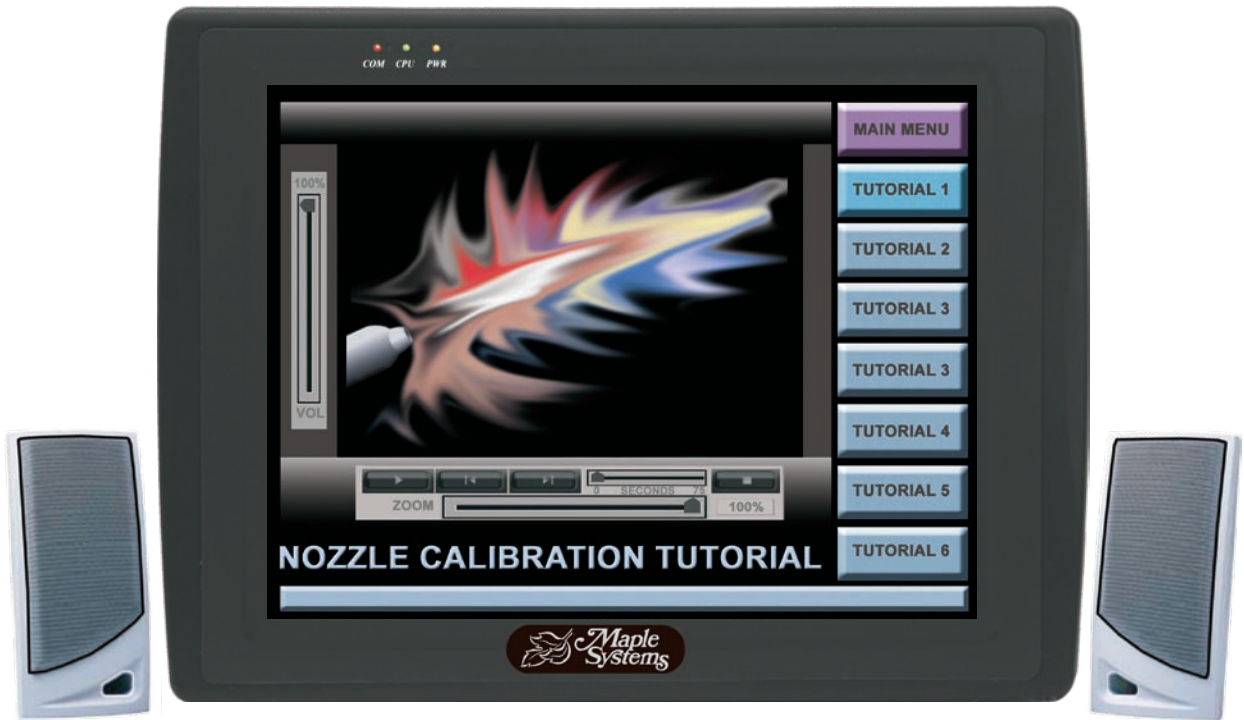 COM CPU PWR
MAIN MENU
100%
TUTORIAL 1
TUTORIAL 2
TUTORIAL 3
TUTORIAL 3
VOL
TUTORIAL 4
0 SECONDS 75
TUTORIAL 5
ZOOM 100%
NOZZLE CALIBRATION TUTORIAL
TUTORIAL 6
Maple
Systems